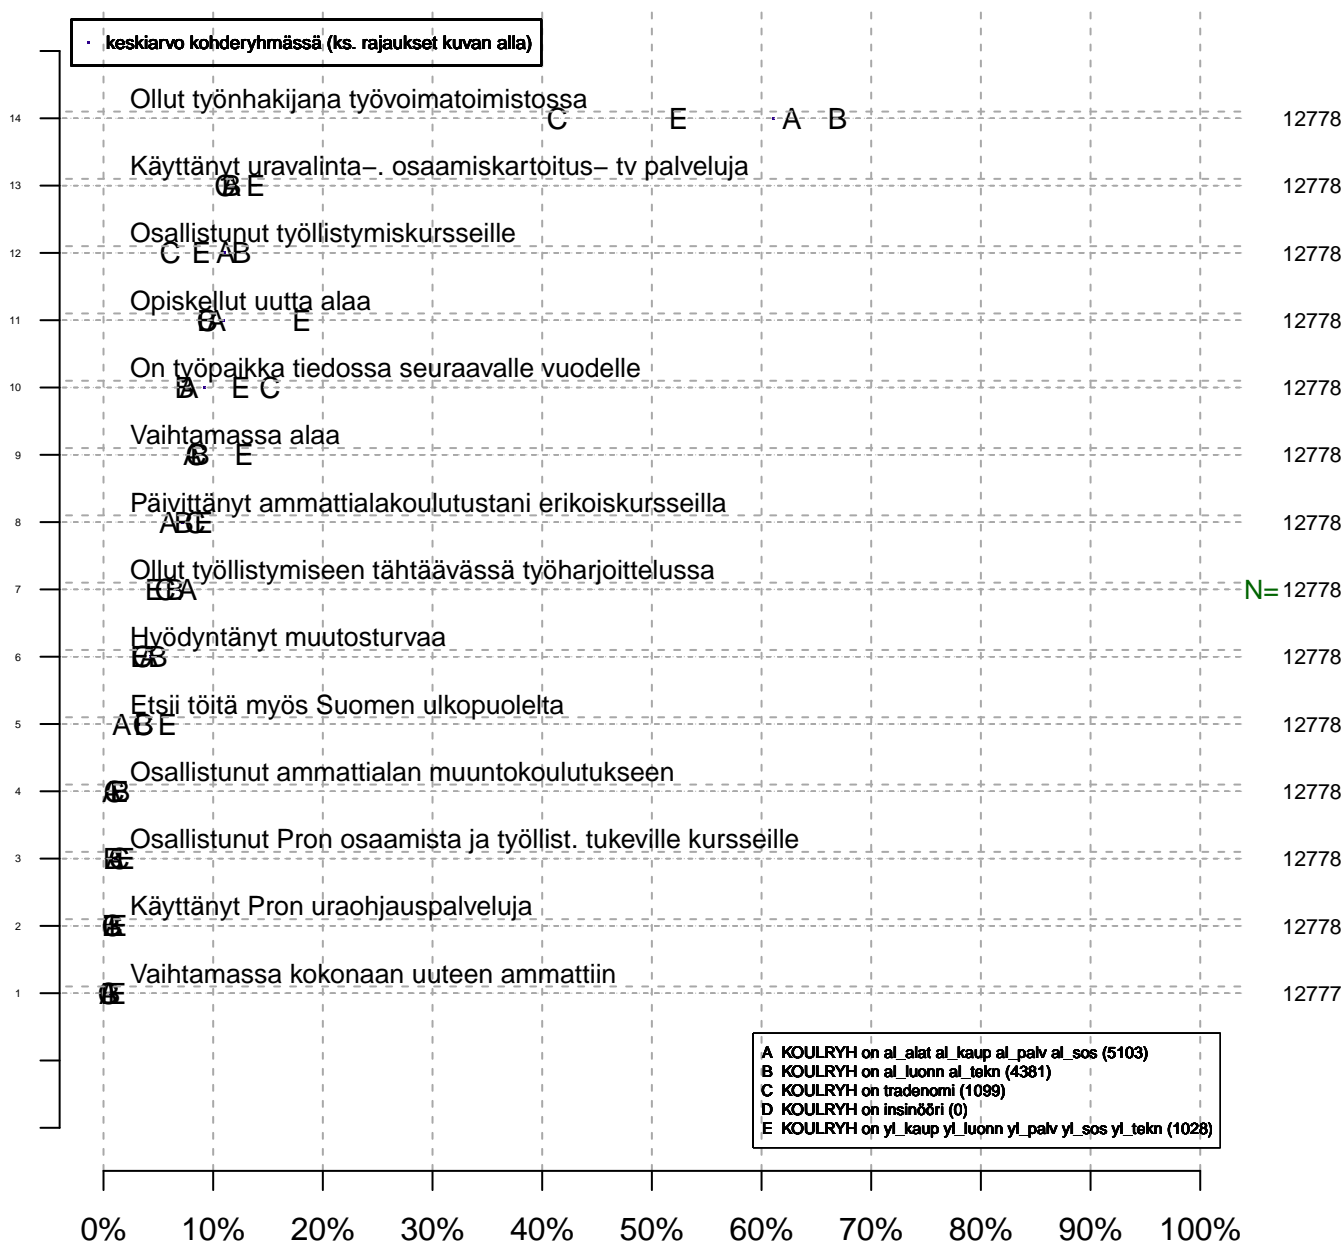 keskiarvo kohderyhmässä (ks. rajaukset kuvan alla)
Ollut työnhakijana työvoimatoimistossa
14 C E A B 12778
Käyttänyt uravalinta–. osaamiskartoitus– tv palveluja
13 C A B E 12778
Osallistunut työllistymiskursseille
12 C E A B 12778
Opiskellut uutta alaa
11 B C A E 12778
On työpaikka tiedossa seuraavalle vuodelle
10 B A E C 12778
Vaihtamassa alaa
9 A C B E 12778
Päivittänyt ammattialakoulutustani erikoiskursseilla
8 A B C E 12778
Ollut työllistymiseen tähtäävässä työharjoittelussa
7 E C B A N= 12778
Hyödyntänyt muutosturvaa
6 E C A B 12778
Etsii töitä myös Suomen ulkopuolelta
5 A C B E 12778
Osallistunut ammattialan muuntokoulutukseen
4 A C E B 12778
Osallistunut Pron osaamista ja työllist. tukeville kursseille
3 B A C E 12778
Käyttänyt Pron uraohjauspalveluja
2 B C A E 12778
Vaihtamassa kokonaan uuteen ammattiin
1 A C B E 12777
A KOULRYH on al_alat al_kaup al_palv al_sos (5103)
B KOULRYH on al_luonn al_tekn (4381)
C KOULRYH on tradenomi (1099)
D KOULRYH on insinööri (0)
E KOULRYH on yl_kaup yl_luonn yl_palv yl_sos yl_tekn (1028)
0% 10% 20% 30% 40% 50% 60% 70% 80% 90% 100%